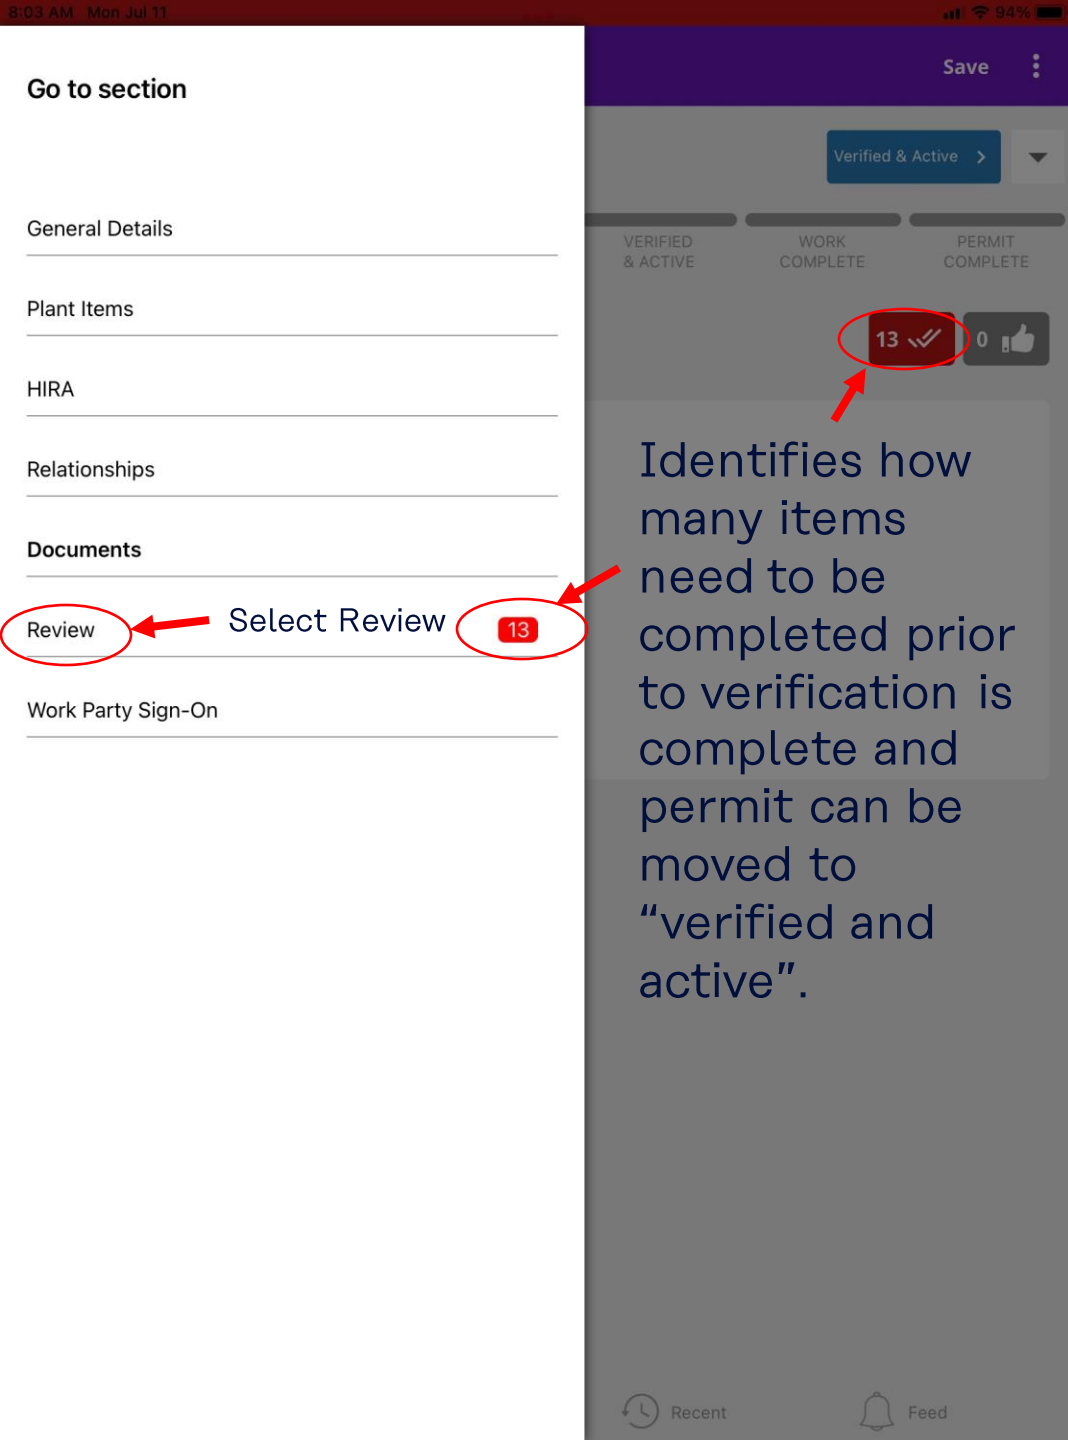 8:03 AM Mon Jul 11
94%
Save
Go to section
Verified & Active
General Details
VERIFIED
& ACTIVE
WORK
COMPLETE
PERMIT
COMPLETE
Plant Items
13
0
HIRA
Relationships
Documents
Review
Select Review
13
Work Party Sign-On
Identifies how
many items
need to be
completed prior
to verification is
complete and
permit can be
moved to
“verified and
active”.
Recent
Feed